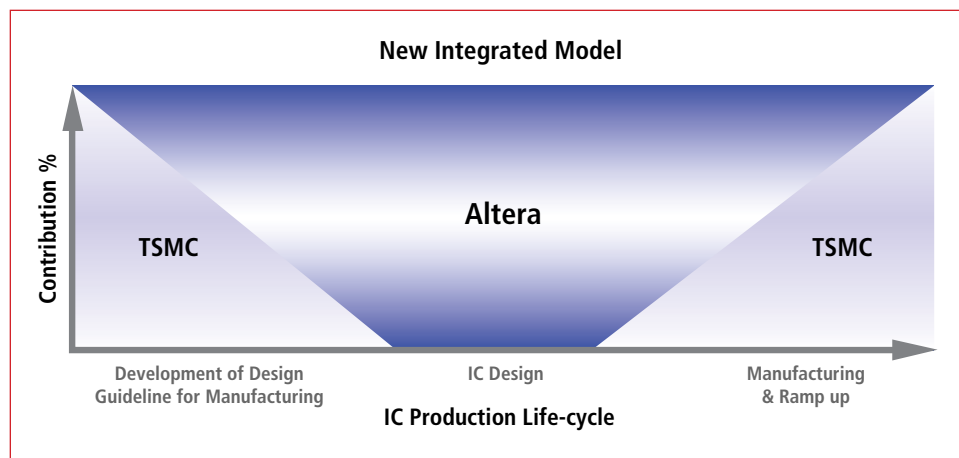 New Integrated Model
Contribution %
TSMC
Altera
TSMC
Development of Design
Guideline for Manufacturing
IC Design
Manufacturing
& Ramp up
IC Production Life-cycle